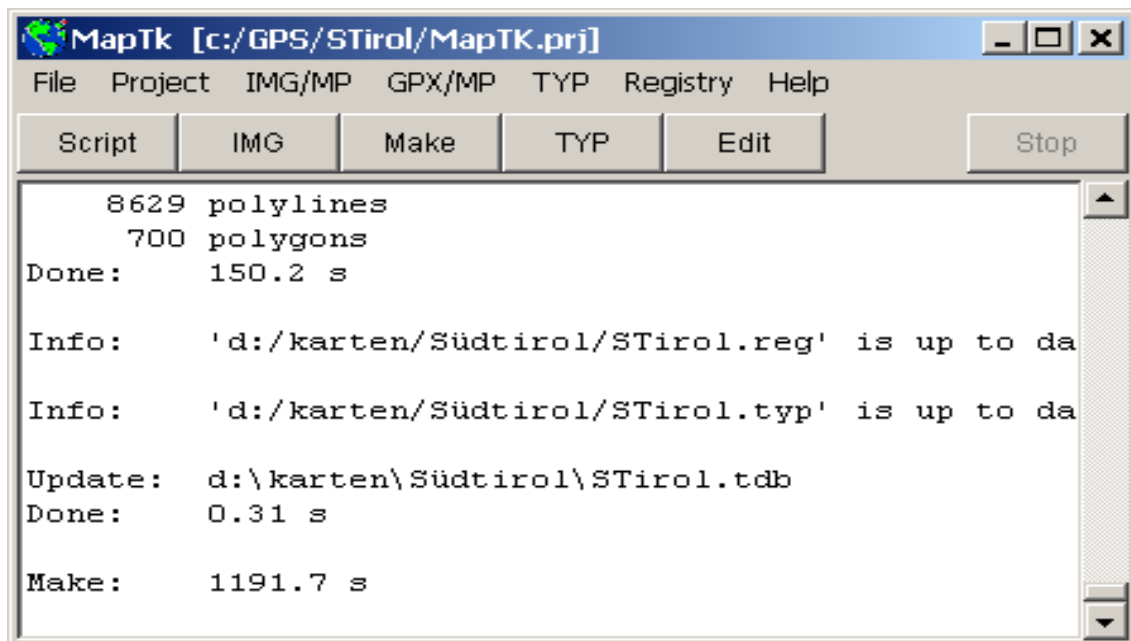 MapTk [c:/GPS/STirol/MapTK.prj]
File Project IMG/MP GPX/MP TYP Registry Help
Script IMG Make TYP Edit Stop
8629 polylines
700 polygons
Done: 150.2 s
Info: 'd:/karten/Südtirol/STirol.reg' is up to da
Info: 'd:/karten/Südtirol/STirol.typ' is up to da
Update: d:\karten\Südtirol\STirol.tdb
Done: 0.31 s
Make: 1191.7 s